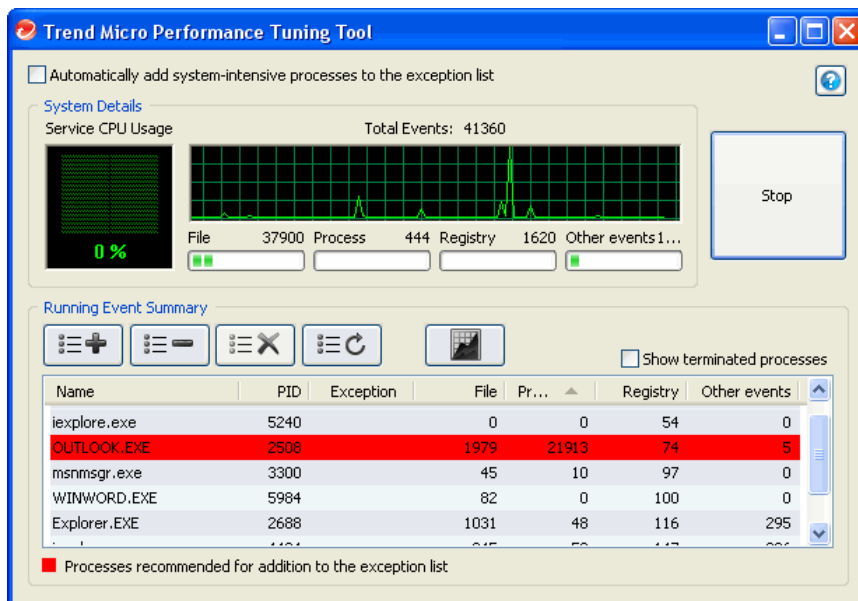 Trend Micro Performance Tuning Tool
Automatically add system-intensive processes to the exception list
System Details
Service CPU Usage
Total Events: 41360
0 %
File 37900 Process 444 Registry 1620 Other events1...
Stop
Running Event Summary
Show terminated processes
Name PID Exception File Pr... Registry Other events
iexplore.exe 5240 0 0 54 0
OUTLOOK.EXE 2508 1979 21913 74 5
msnmsgr.exe 3300 45 10 97 0
WINWORD.EXE 5984 82 0 100 0
Explorer.EXE 2688 1031 48 116 295
Processes recommended for addition to the exception list